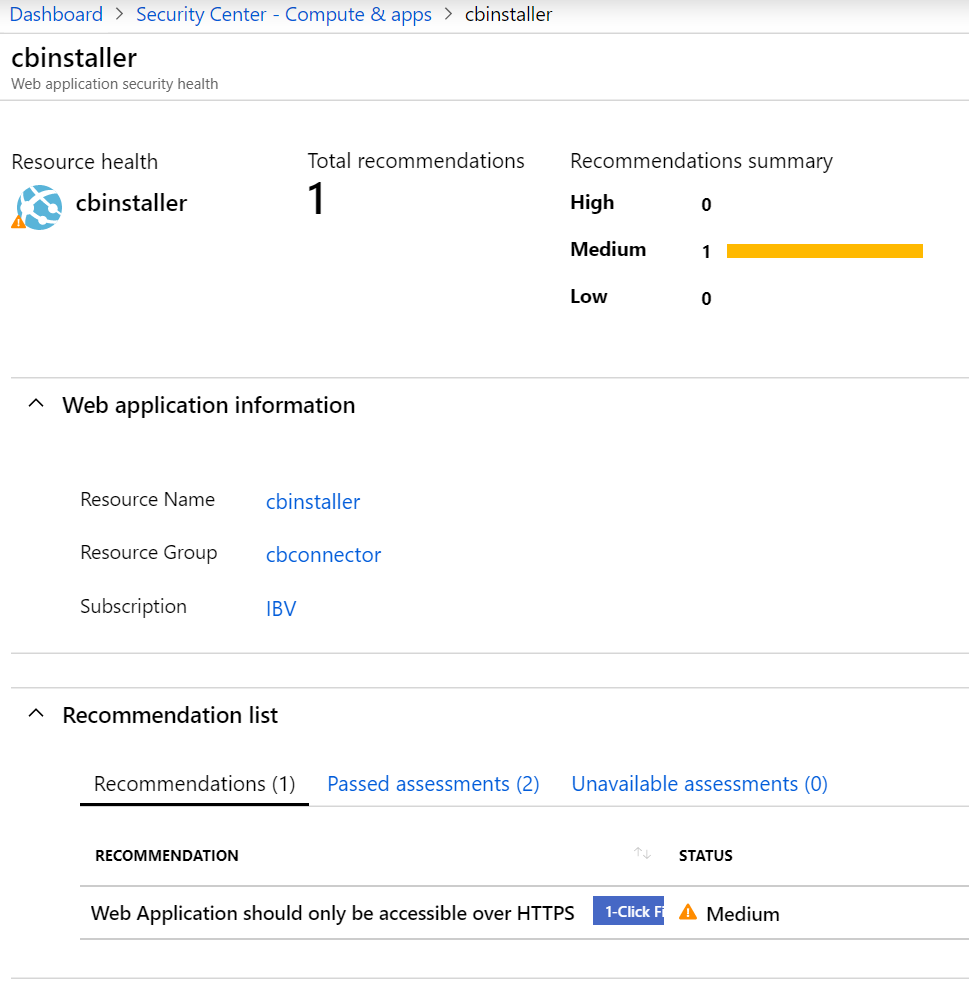 Dashboard > Security Center - Compute & apps > cbinstaller
cbinstaller
Web application security health
Resource health
cbinstaller
Total recommendations
1
Recommendations summary
High 0
Medium 1
Low 0
Web application information
Resource Name cbinstaller
Resource Group cbconnector
Subscription IBV
Recommendation list
Recommendations (1) Passed assessments (2) Unavailable assessments (0)
RECOMMENDATION STATUS
Web Application should only be accessible over HTTPS 1-Click Fi Medium